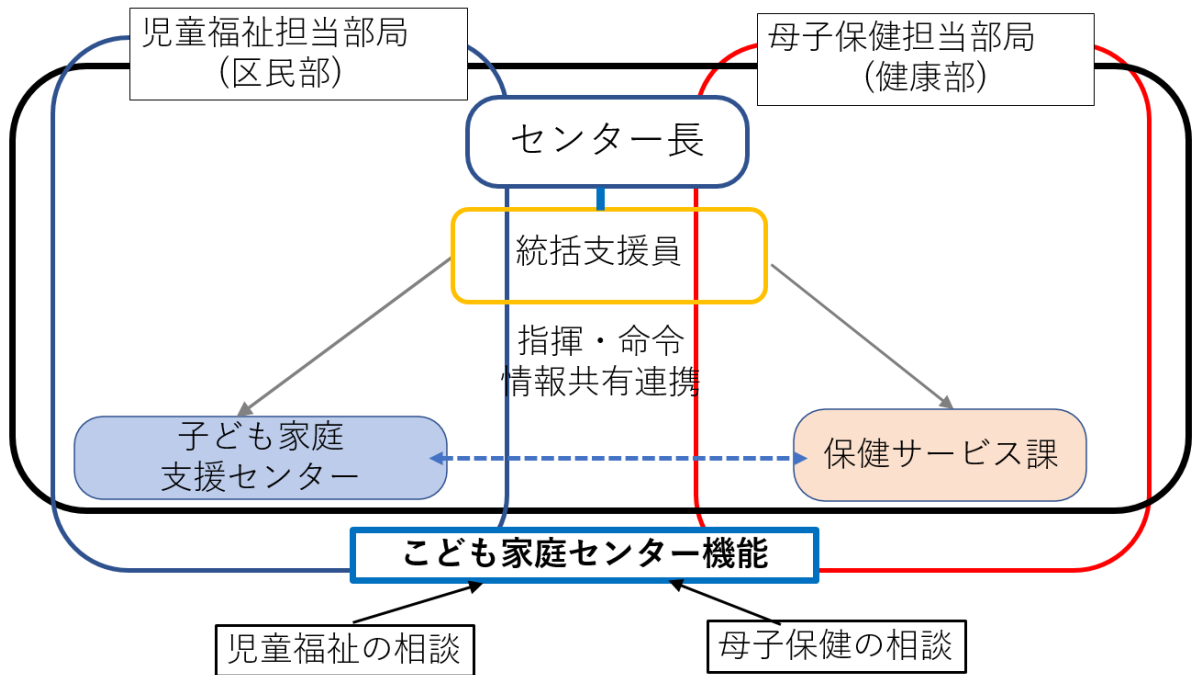 児童福祉担当部局
（区民部）
母子保健担当部局
（健康部）
センター長
統括支援員
指揮・命令
情報共有連携
子ども家庭
支援センター
保健サービス課
こども家庭センター機能
児童福祉の相談
母子保健の相談